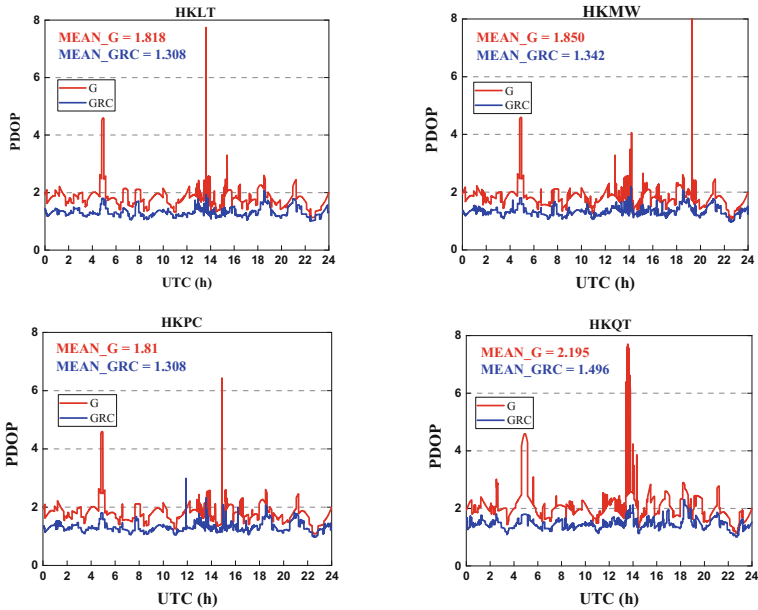 HKLT
MEAN_G = 1.818
MEAN_GRC = 1.308
G
GRC
PDOP
8
6
4
2
0
0 2 4 6 8 10 12 14 16 18 20 22 24
UTC (h)
HKMW
MEAN_G = 1.850
MEAN_GRC = 1.342
G
GRC
PDOP
8
6
4
2
0
0 2 4 6 8 10 12 14 16 18 20 22 24
UTC (h)
HKPC
MEAN_G = 1.81
MEAN_GRC = 1.308
G
GRC
PDOP
8
6
4
2
0
0 2 4 6 8 10 12 14 16 18 20 22 24
UTC (h)
HKQT
MEAN_G = 2.195
MEAN_GRC = 1.496
G
GRC
PDOP
8
6
4
2
0
0 2 4 6 8 10 12 14 16 18 20 22 24
UTC (h)